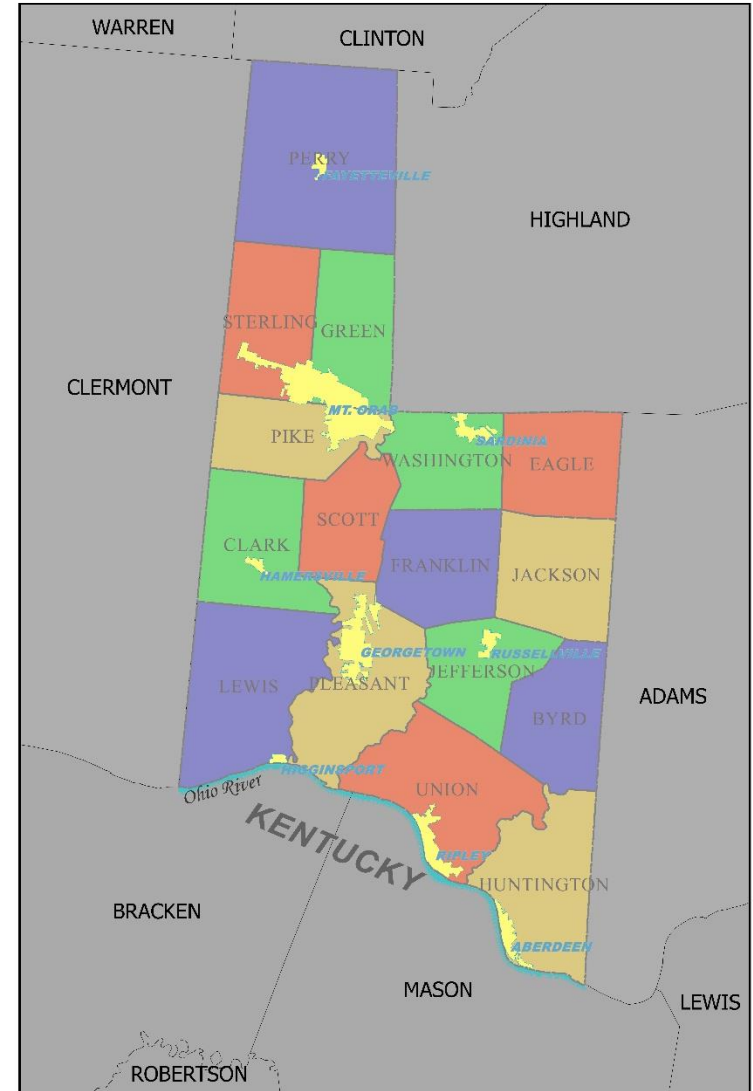 WARREN
CLINTON
PERRY
FAYETTEVILLE
HIGHLAND
STERLING
GREEN
CLERMONT
MT. ORAB
PIKE
SARDINIA
WASHINGTON
EAGLE
SCOTT
CLARK
FRANKLIN
JACKSON
HAMERSVILLE
GEORGETOWN
RUSSELLVILLE
JEFFERSON
LEWIS
PLEASANT
ADAMS
BYRD
HIGGINSPORT
Ohio River
UNION
KENTUCKY
RIPLEY
HUNTINGTON
BRACKEN
ABERDEEN
MASON
LEWIS
ROBERTSON